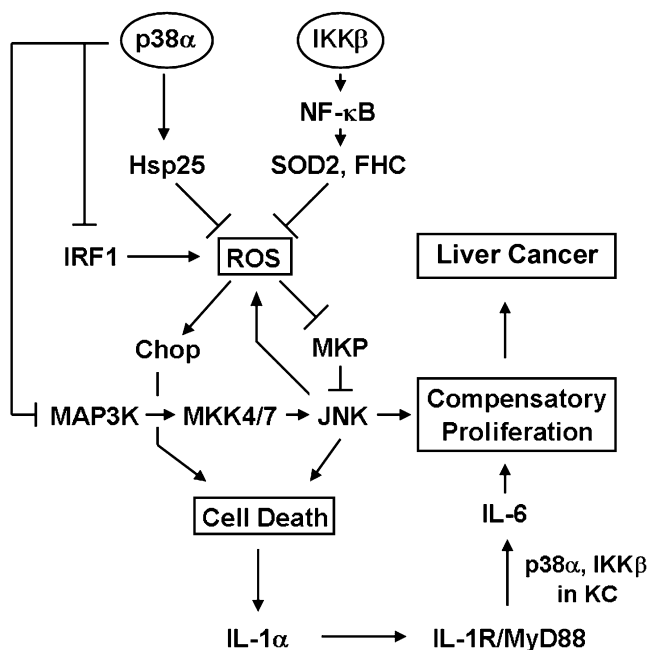 p38α
IKKβ
NF-κB
Hsp25
SOD2, FHC
IRF1
ROS
Liver Cancer
Chop
MKP
MAP3K
MKK4/7
JNK
Compensatory
Proliferation
Cell Death
IL-6
p38α, IKKβ
in KC
IL-1α
IL-1R/MyD88